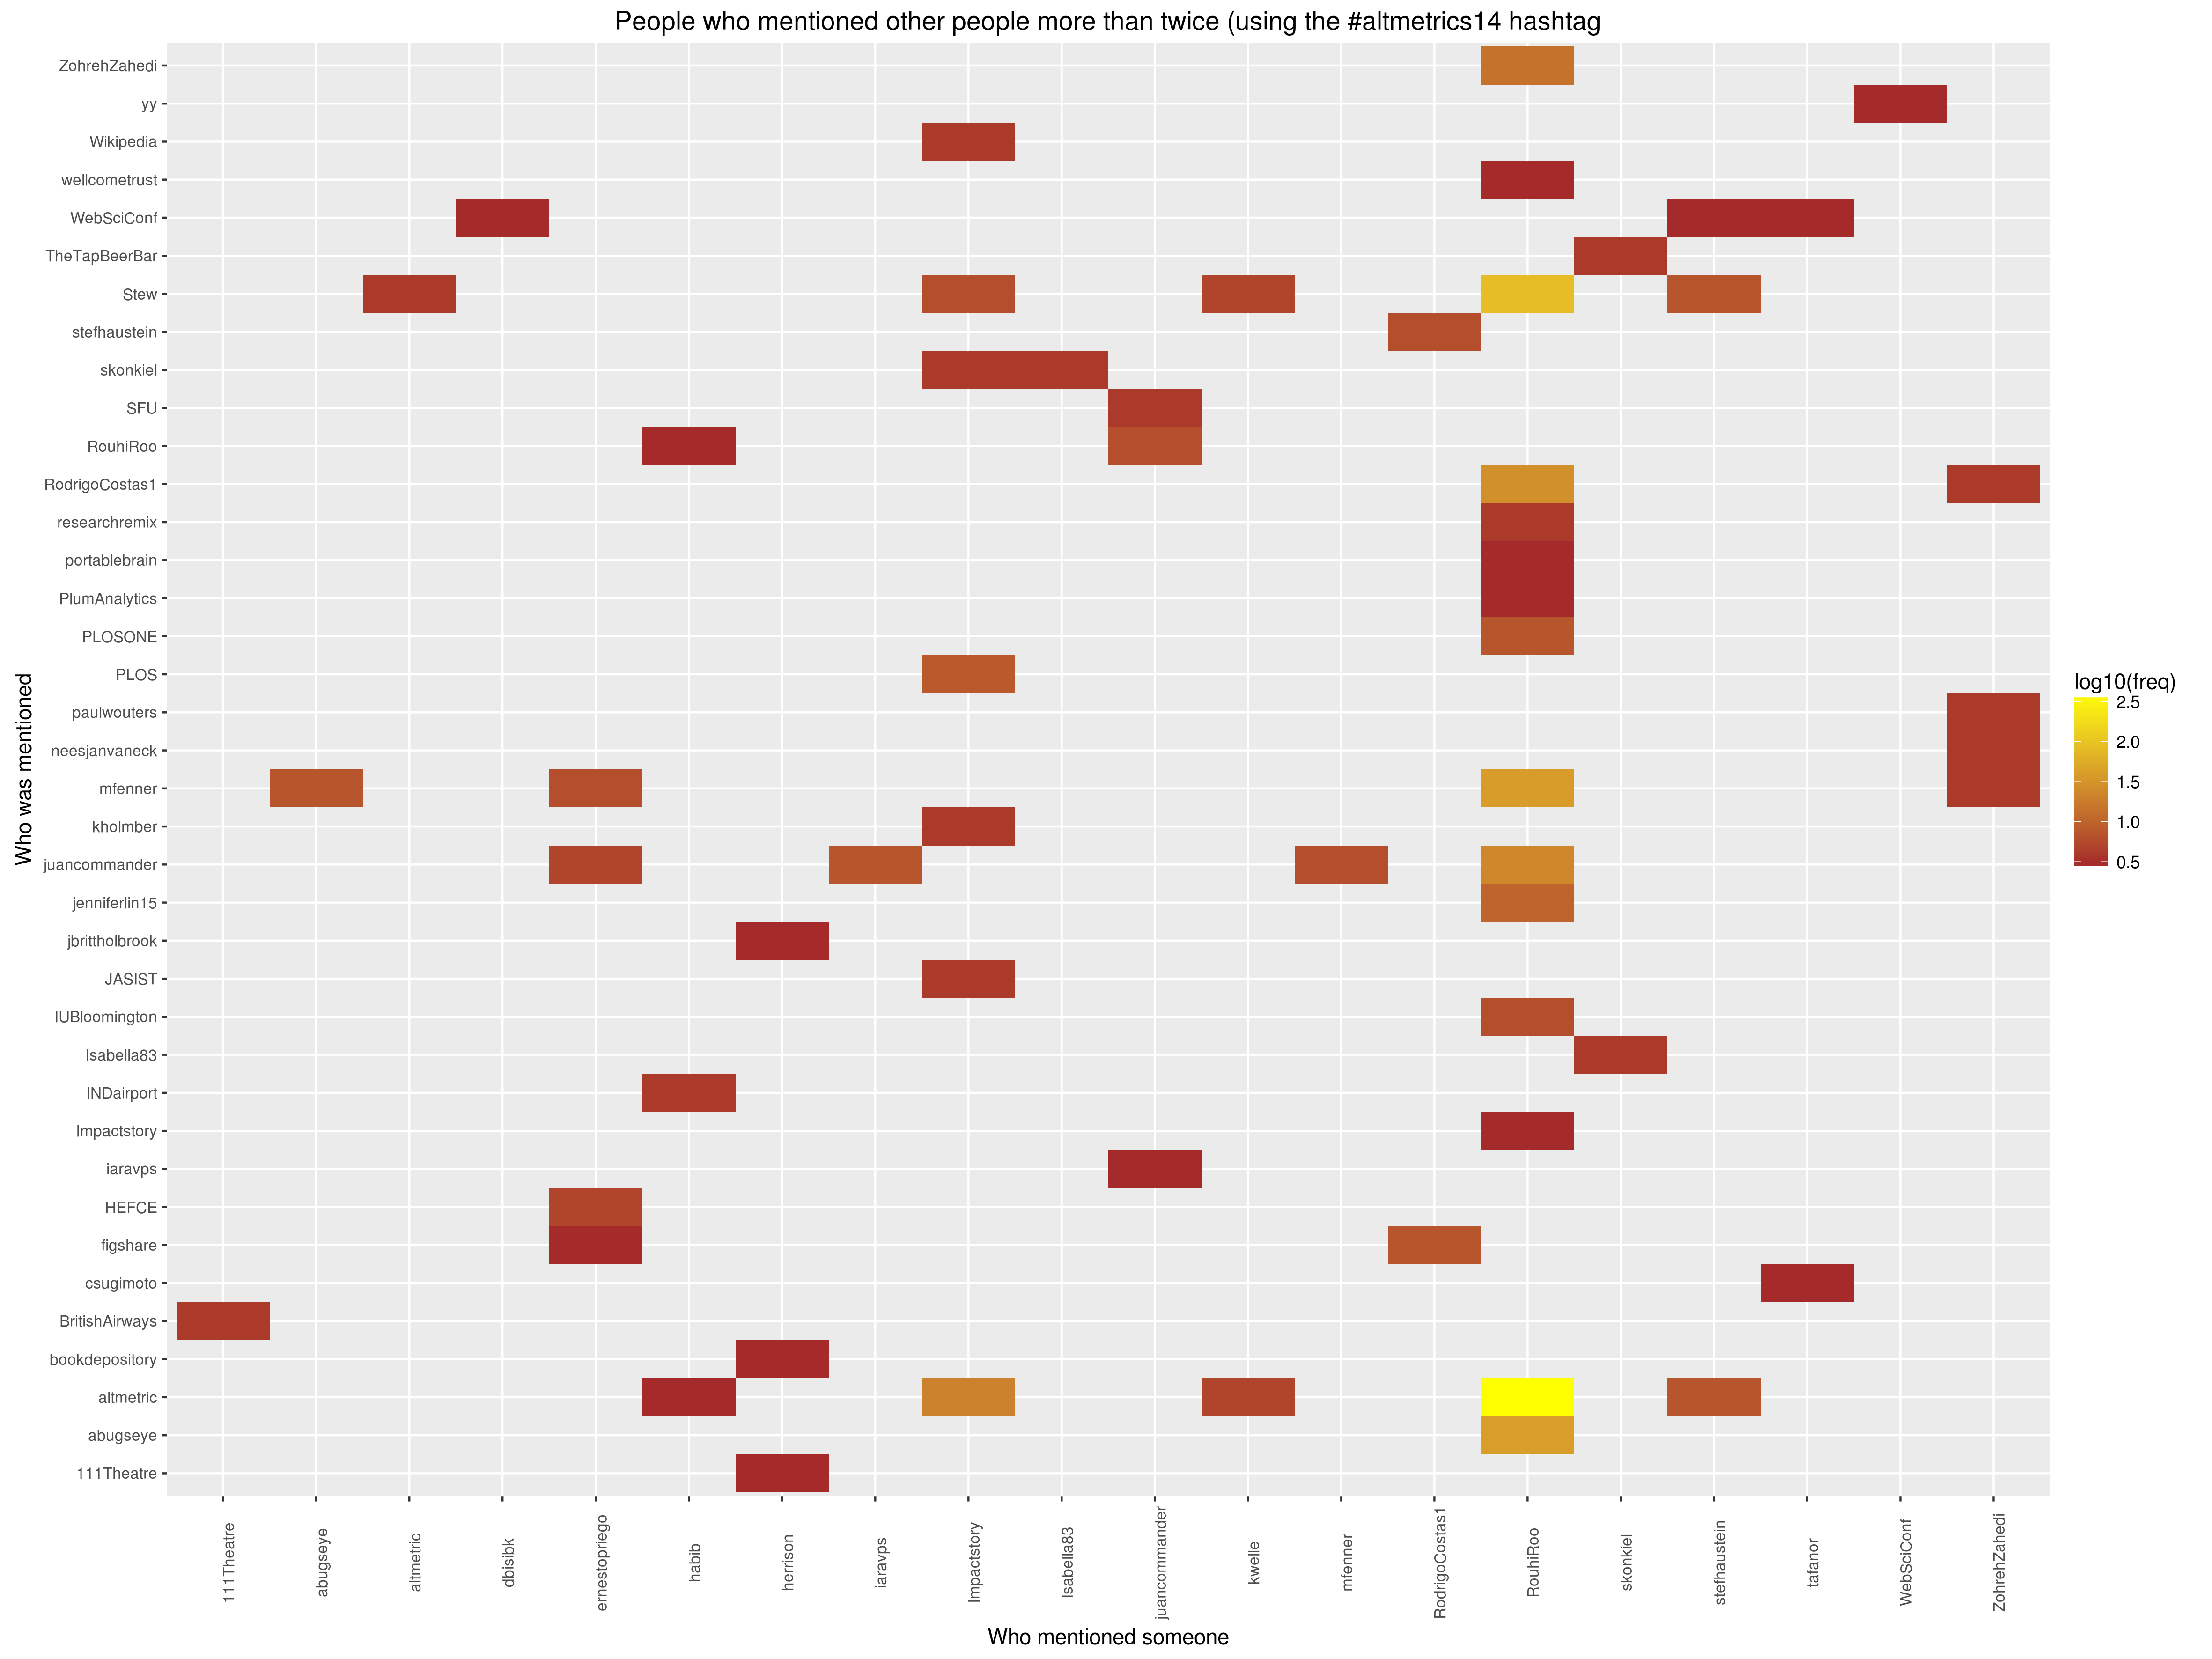 People who mentioned other people more than twice (using the #altmetrics14 hashtag
Who was mentioned
ZohrehZahedi
yy
Wikipedia
wellcometrust
WebSciConf
TheTapBeerBar
Stew
stefhaustein
skonkiel
SFU
RouhiRoo
RodrigoCostas1
researchremix
portablebrain
PlumAnalytics
PLOSONE
PLOS
paulwouters
neesjanvaneck
mfenner
kholmber
juancommander
jenniferlin15
jbrittholbrook
JASIST
IUBloomington
Isabella83
INDairport
Impactstory
iaravps
HEFCE
figshare
csugimoto
BritishAirways
bookdepository
altmetric
abugseye
111Theatre
111Theatre
abugseye
altmetric
dbisibk
ernestopriego
habib
herrison
iaravps
Impactstory
Isabella83
juancommander
kwelle
mfenner
RodrigoCostas1
RouhiRoo
skonkiel
stefhaustein
tafanor
WebSciConf
ZohrehZahedi
Who mentioned someone
log10(freq)
2.5
2.0
1.5
1.0
0.5